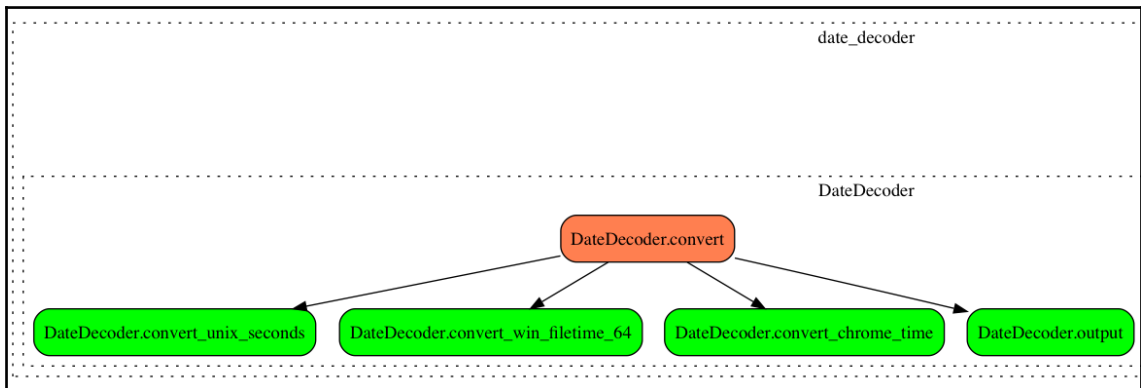 date_decoder
DateDecoder
DateDecoder.convert
DateDecoder.convert_unix_seconds
DateDecoder.convert_win_filetime_64
DateDecoder.convert_chrome_time
DateDecoder.output